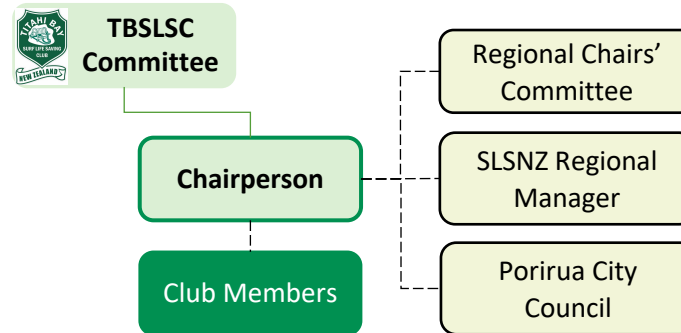 TITAHI BAY
SURF LIFE SAVING
CLUB
NEW ZEALAND
TBSLSC
Committee
Regional Chairs’
Committee
Chairperson
SLSNZ Regional
Manager
Club Members
Porirua City
Council